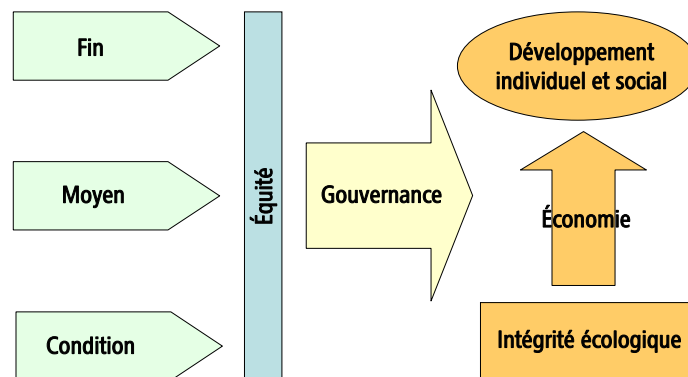 Fin
Moyen
Condition
Équité
Gouvernance
Développement
individuel et social
Économie
Intégrité écologique